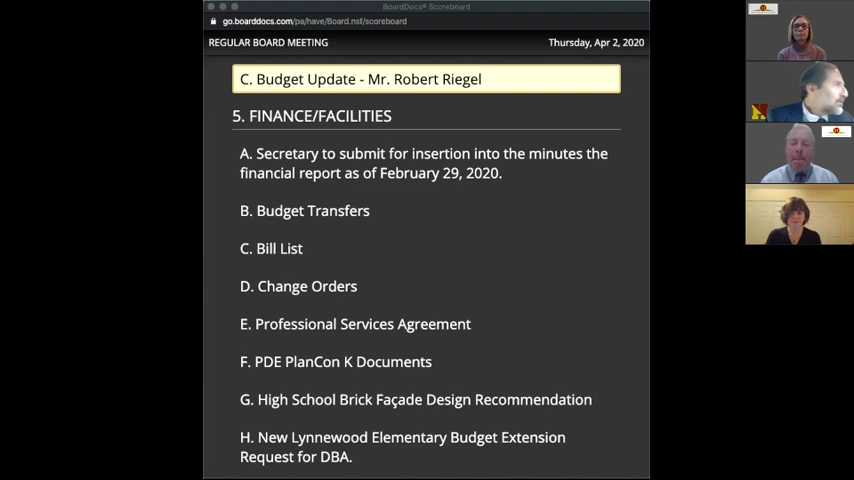 BoardDocs® Scoreboard
go.boarddocs.com/pa/have/Board.nsf/scoreboard
REGULAR BOARD MEETING
Thursday, Apr 2, 2020
C. Budget Update - Mr. Robert Riegel
5. FINANCE/FACILITIES
A. Secretary to submit for insertion into the minutes the
financial report as of February 29, 2020.
B. Budget Transfers
C. Bill List
D. Change Orders
E. Professional Services Agreement
F. PDE PlanCon K Documents
G. High School Brick Façade Design Recommendation
H. New Lynnewood Elementary Budget Extension
Request for DBA.